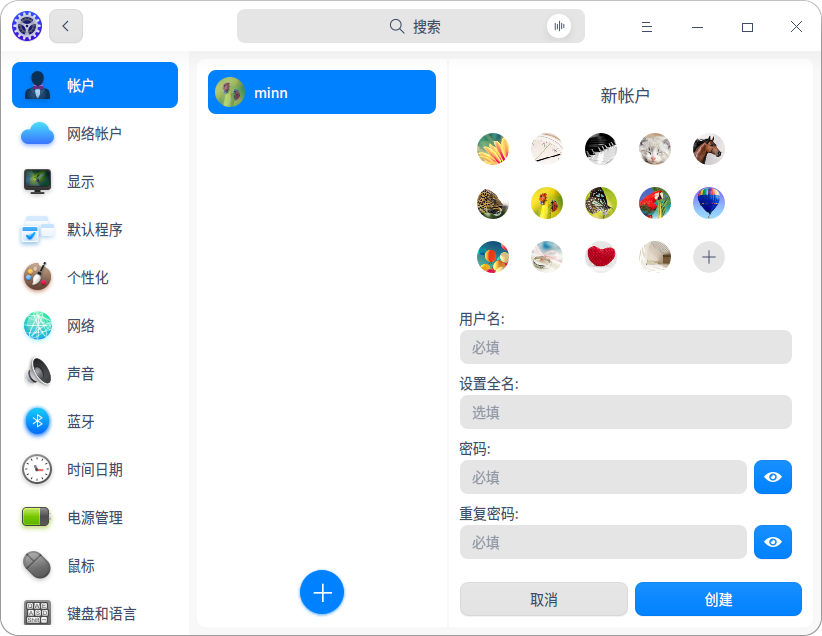 搜索
帐户
网络帐户
显示
默认程序
个性化
网络
声音
蓝牙
时间日期
电源管理
鼠标
键盘和语言
minn
新帐户
用户名:
必填
设置全名:
选填
密码:
必填
重复密码:
必填
取消
创建